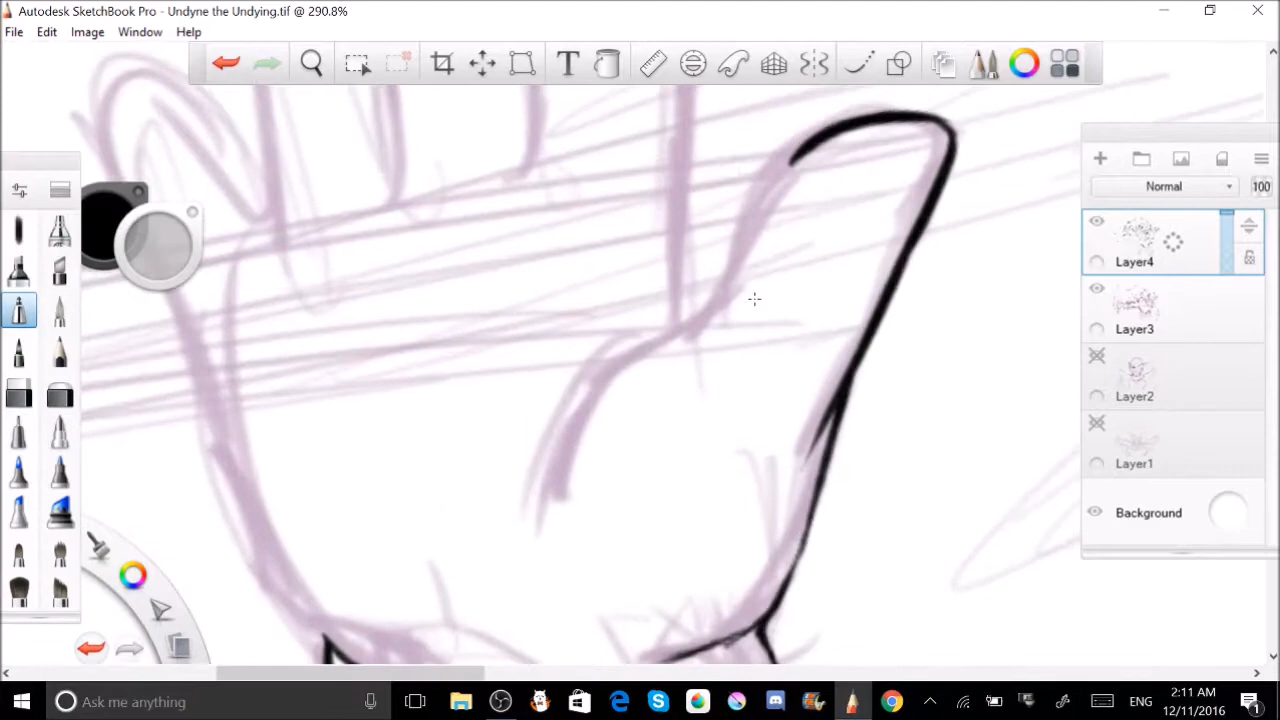 Autodesk SketchBook Pro - Undyne the Undying.tif @ 290.8%
File Edit Image Window Help
T
Normal 100
Layer4
Layer3
Layer2
Layer1
Background
Ask me anything
ENG
2:11 AM
12/11/2016
1